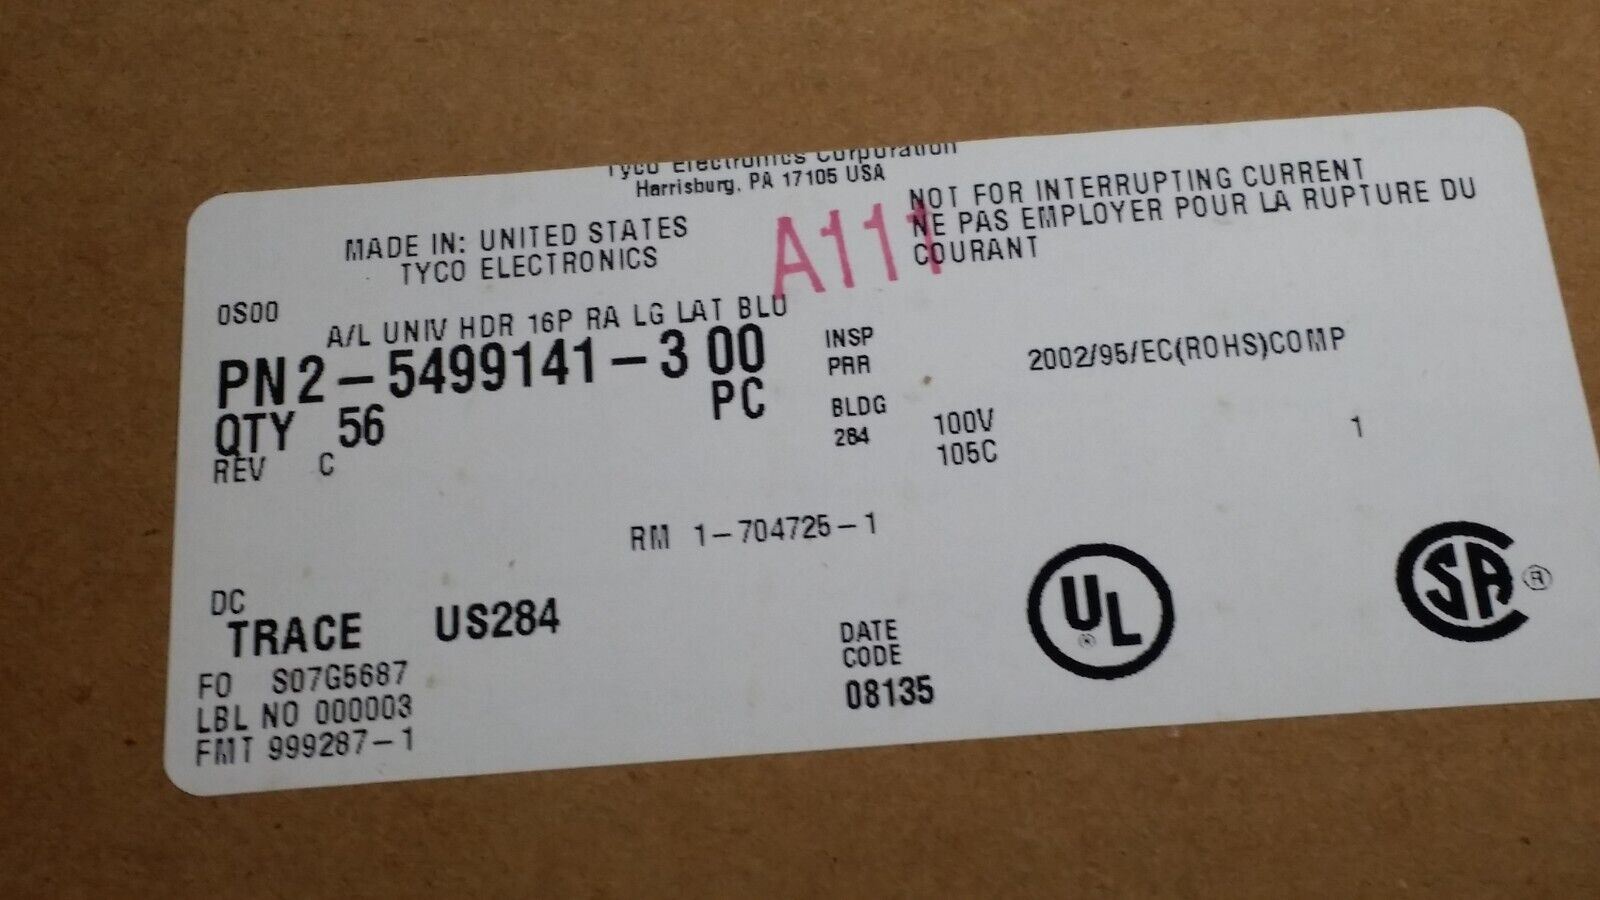 Tyco Electronics Corporation
Harrisburg, PA 17105 USA
MADE IN: UNITED STATES
TYCO ELECTRONICS
A111
NOT FOR INTERRUPTING CURRENT
NE PAS EMPLOYER POUR LA RUPTURE DU
COURANT
0S00
A/L UNIV HDR 16P RA LG LAT BLU
PN 2-5499141-3 00
QTY 56 PC
REV C
INSP
PRR
BLDG
284
2002/95/EC(ROHS)COMP
100V
105C
1
RM 1-704725-1
DC
TRACE US284
FO S07G5687
LBL NO 000003
FMT 999287-1
DATE
CODE
08135
UL ®
SA ®